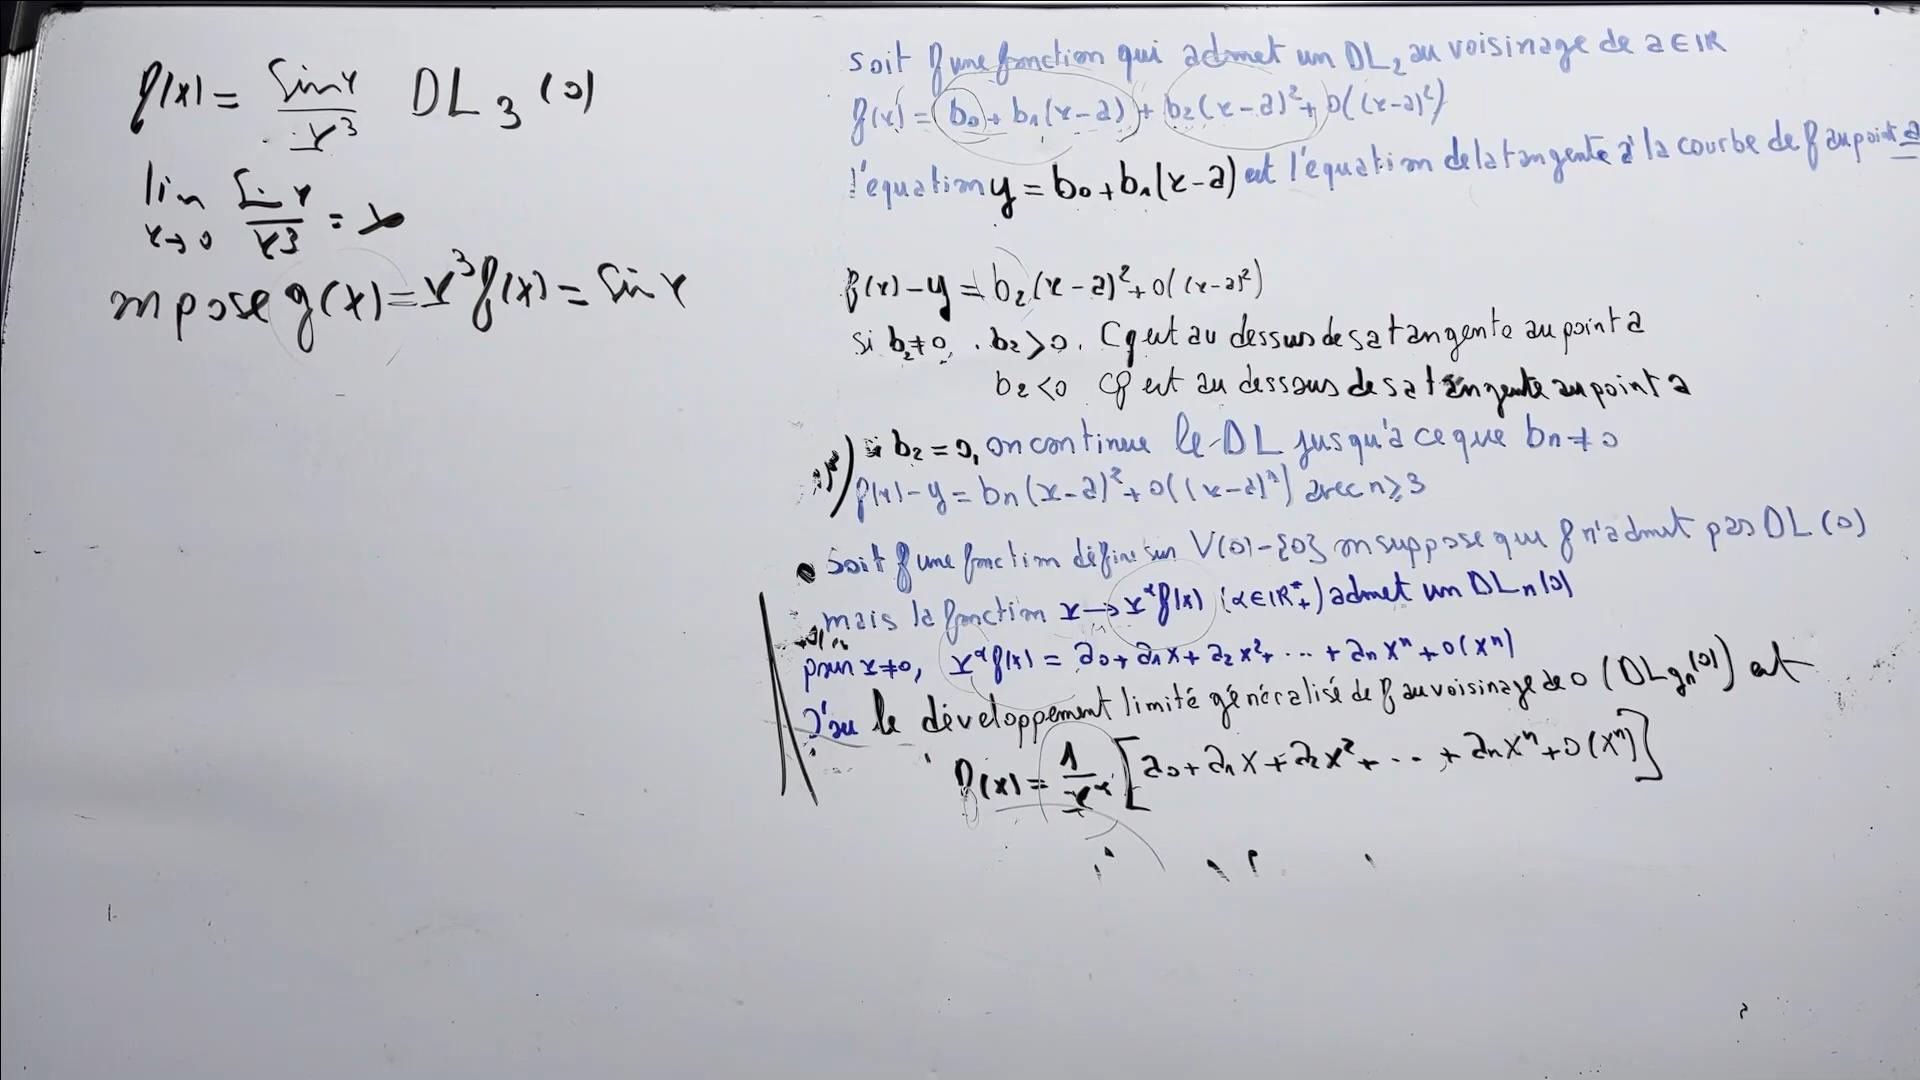 f(x) = sin x / x³ DL₃(0)
lim x→0 sin x / x³ =
on pose g(x) = x³f(x) = sin x
soit f une fonction qui admet un DL₂ au voisinage de a∈IR
f(x) = b₀ + b₁(x-a) + b₂(x-a)² + o((x-a)²)
l'equation y = b₀ + b₁(x-a) est l'équation de la tangente à la courbe de f au point a
f(x) - y = b₂(x-a)² + o((x-a)²)
si b₂≠0, . b₂>0. Cf est au dessus de sa tangente au point a
b₂<0 Cf est au dessous de sa tangente au point a
si b₂=0, on continue le DL jusqu'à ce que bn≠0
f(x) - y = bn(x-a)² + o((x-a)ⁿ) avec n≥3
• Soit f une fonction définie sur V(0)-{0} on suppose que f n'admet pas DL(0)
mais la fonction x→x^α f(x) (α∈IR*₊) admet un DLn(0)
pour x≠0, x^α f(x) = a₀ + a₁x + a₂x² + ... + anxⁿ + o(xⁿ)
D'où le développement limité généralisé de f au voisinage de 0 (DLgn(0)) est
f(x) = 1/x^α [a₀ + a₁x + a₂x² + ... + anxⁿ + o(xⁿ)]